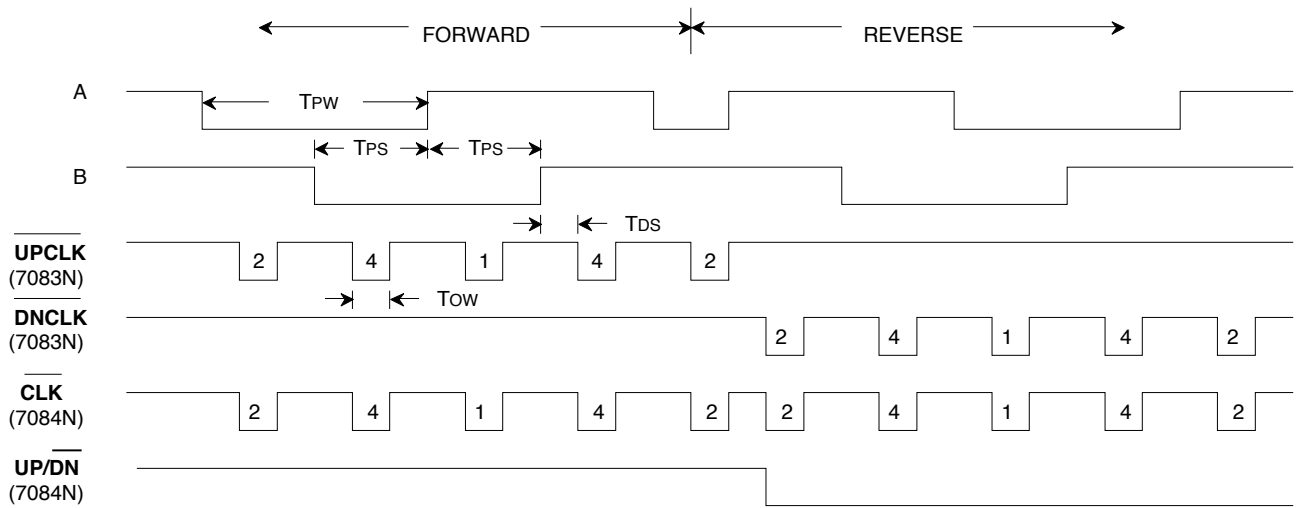 FORWARD REVERSE
A
TPW
TPS TPS
B
TDS
UPCLK
(7083N)
2 4 1 4 2
TOW
DNCLK
(7083N)
2 4 1 4 2
CLK
(7084N)
2 4 1 4 2 2 4 1 4 2
UP/DN
(7084N)